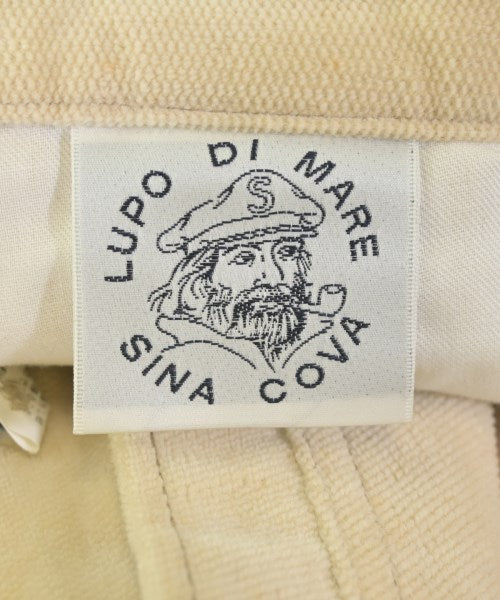 LUPO DI MARE
S
SINA COVA